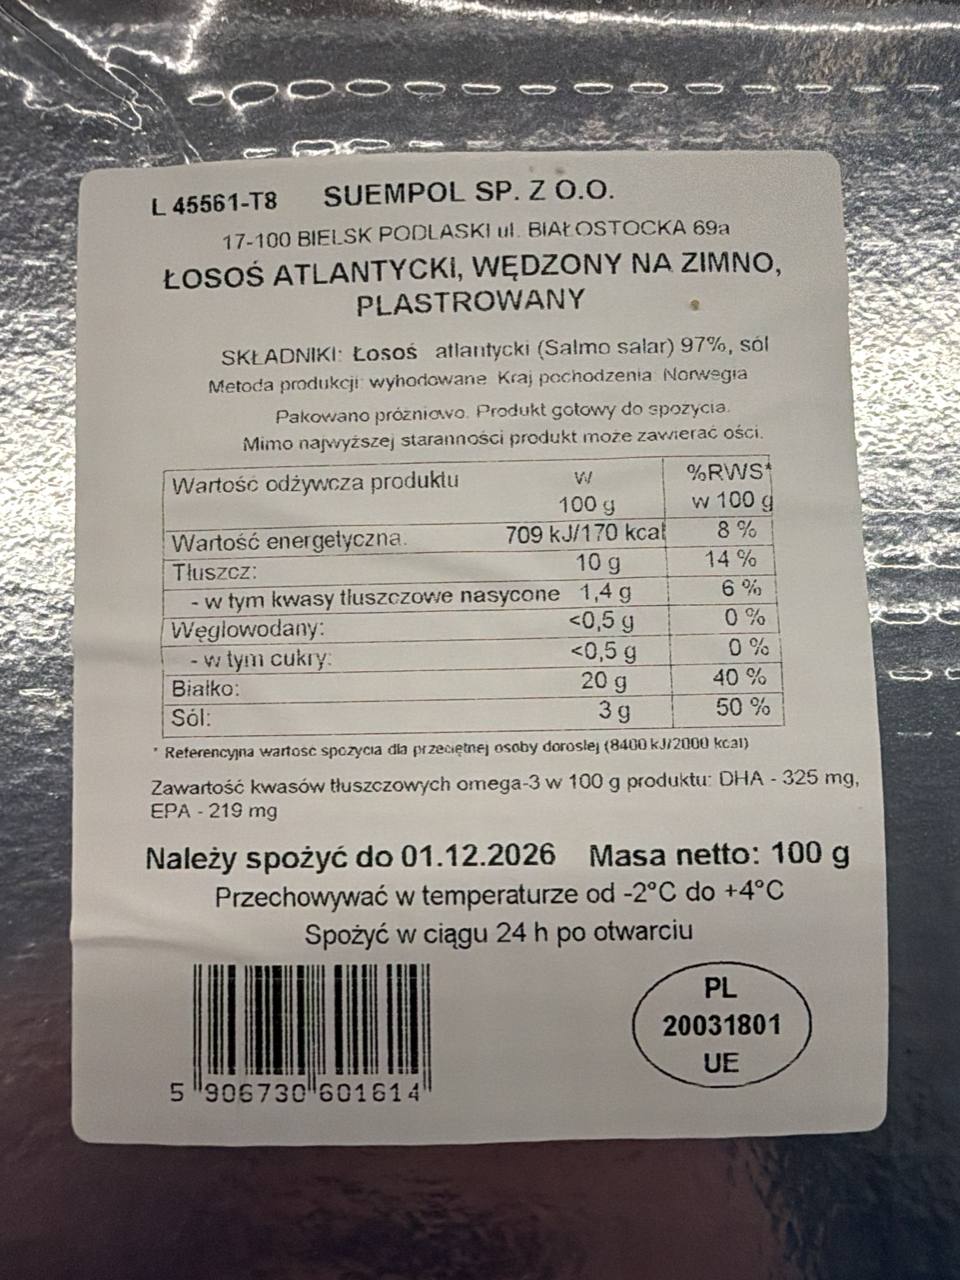 L 45561-T8 SUEMPOL SP. Z O.O.
17-100 BIELSK PODLASKI ul. BIAŁOSTOCKA 69a
ŁOSOŚ ATLANTYCKI, WĘDZONY NA ZIMNO,
PLASTROWANY
SKŁADNIKI: Łosoś atlantycki (Salmo salar) 97%, sól
Metoda produkcji: wyhodowane Kraj pochodzenia: Norwegia
Pakowano próżniowo. Produkt gotowy do spożycia.
Mimo najwyższej staranności produkt może zawierać ości.
Wartość odżywcza produktu w 100 g %RWS* w 100 g
Wartość energetyczna. 709 kJ/170 kcal 8 %
Tłuszcz: 10 g 14 %
- w tym kwasy tłuszczowe nasycone 1,4 g 6 %
Węglowodany: <0,5 g 0 %
- w tym cukry: <0,5 g 0 %
Białko: 20 g 40 %
Sól: 3 g 50 %
* Referencyjna wartość spożycia dla przeciętnej osoby dorosłej (8400 kJ/2000 kcal)
Zawartość kwasów tłuszczowych omega-3 w 100 g produktu: DHA - 325 mg,
EPA - 219 mg
Należy spożyć do 01.12.2026 Masa netto: 100 g
Przechowywać w temperaturze od -2°C do +4°C
Spożyć w ciągu 24 h po otwarciu
PL
20031801
UE
5 906730 601614